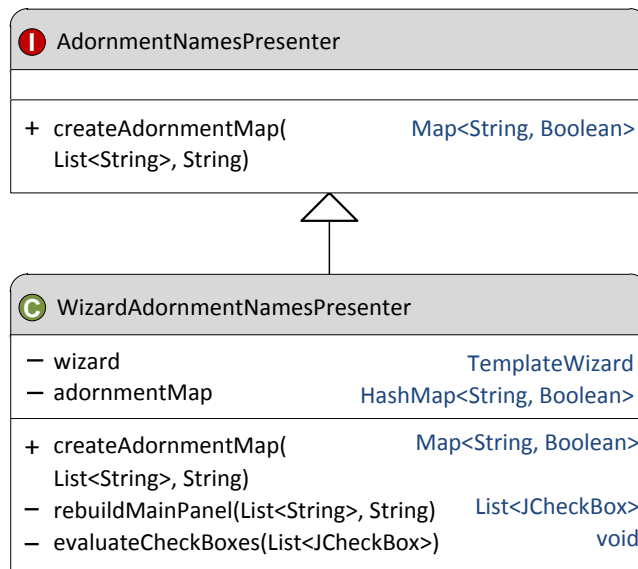 I AdornmentNamesPresenter
+ createAdornmentMap( Map<String, Boolean>
List<String>, String)
C WizardAdornmentNamesPresenter
– wizard TemplateWizard
– adornmentMap HashMap<String, Boolean>
+ createAdornmentMap( Map<String, Boolean>
List<String>, String)
– rebuildMainPanel(List<String>, String) List<JCheckBox>
– evaluateCheckBoxes(List<JCheckBox>) void